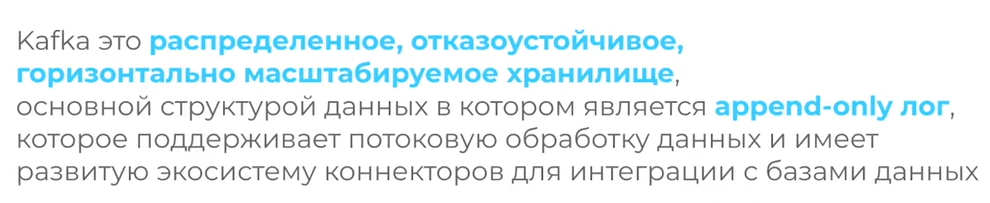 Kafka это распределенное, отказоустойчивое,
горизонтально масштабируемое хранилище,
основной структурой данных в котором является append-only лог,
которое поддерживает потоковую обработку данных и имеет
развитую экосистему коннекторов для интеграции с базами данных